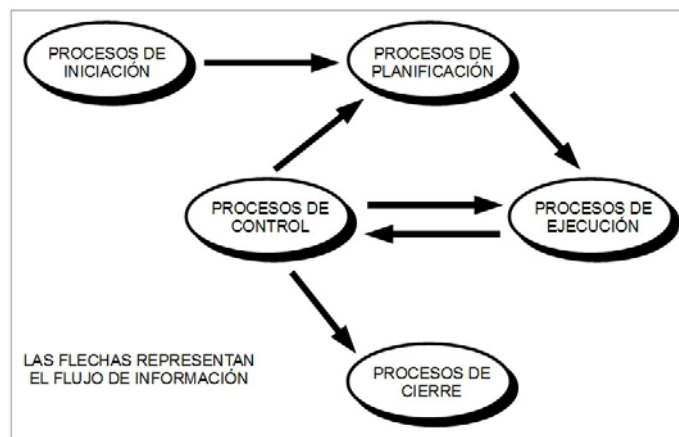 PROCESOS DE
INICIACIÓN
PROCESOS DE
PLANIFICACIÓN
PROCESOS DE
CONTROL
PROCESOS DE
EJECUCIÓN
LAS FLECHAS REPRESENTAN
EL FLUJO DE INFORMACIÓN
PROCESOS DE
CIERRE